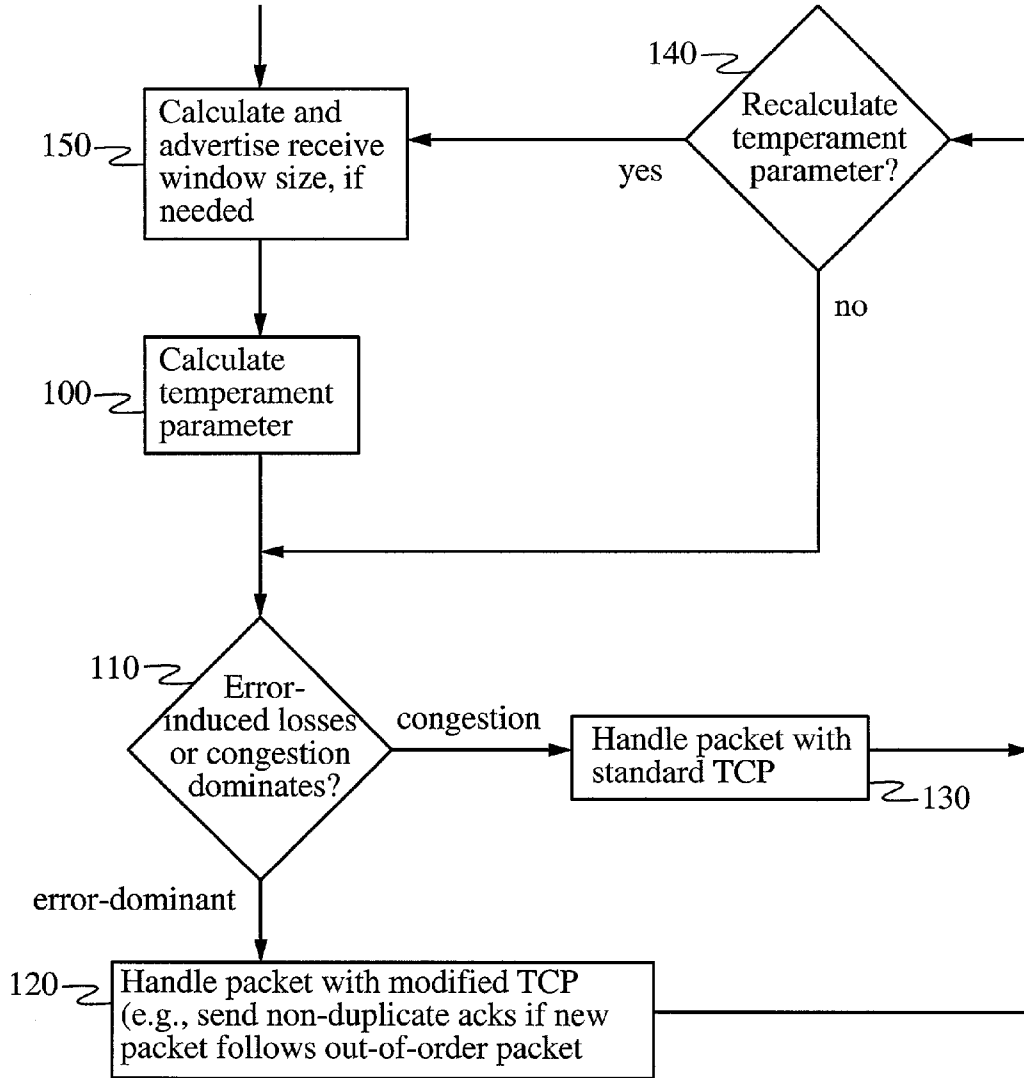 140
Recalculate
temperament
parameter?
150
Calculate and
advertise receive
window size, if
needed
yes
no
100
Calculate
temperament
parameter
110
Error-
induced losses
or congestion
dominates?
congestion
Handle packet with
standard TCP
130
error-dominant
120
Handle packet with modified TCP
(e.g., send non-duplicate acks if new
packet follows out-of-order packet